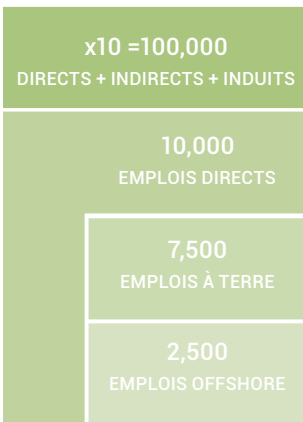 x10 =100,000
DIRECTS + INDIRECTS + INDUITS
10,000
EMPLOIS DIRECTS
7,500
EMPLOIS À TERRE
2,500
EMPLOIS OFFSHORE